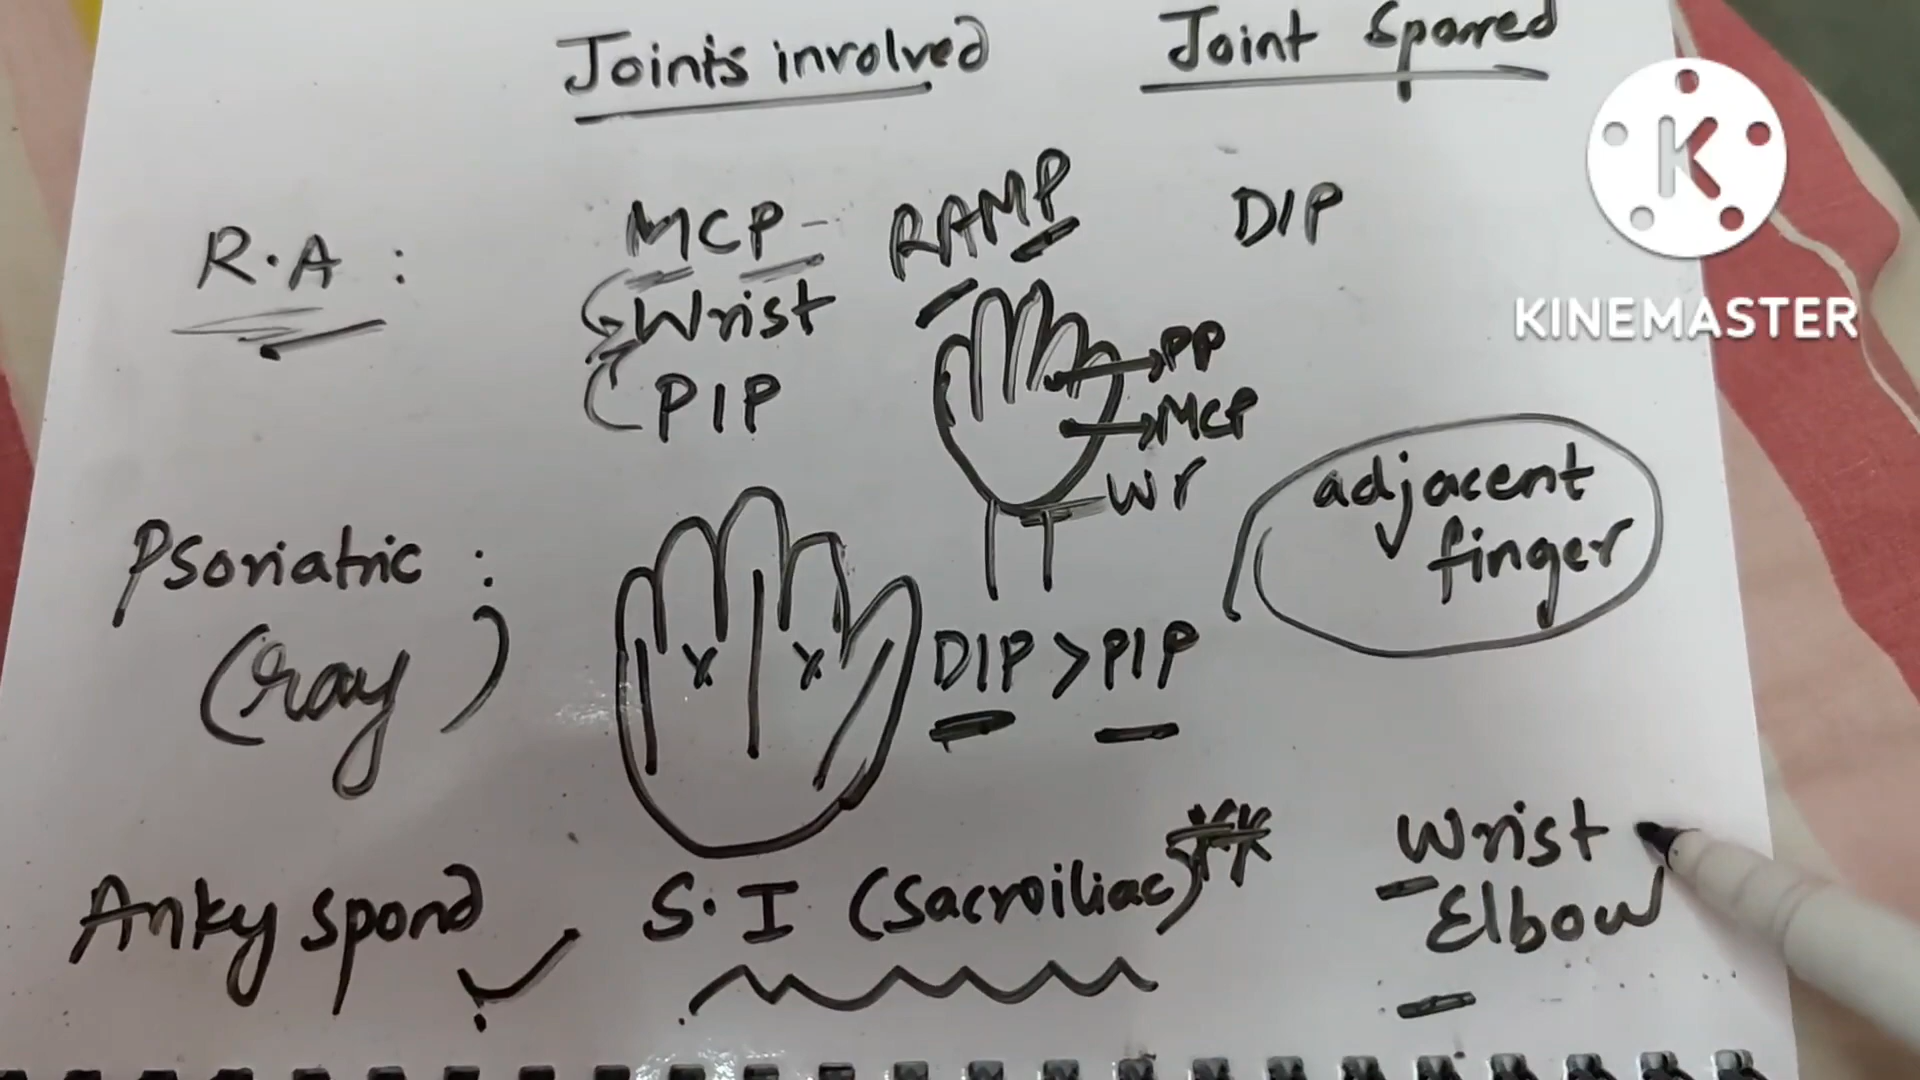 Joints involved Joint Spared
R.A : MCP - RAMP DIP
Wrist
PIP
PIP
MCP
Wr
K
KINEMASTER
Psoriatric :
(ray)
DIP > PIP
adjacent
finger
Anky spond S.I (Sacroiliac)** Wrist
Elbow